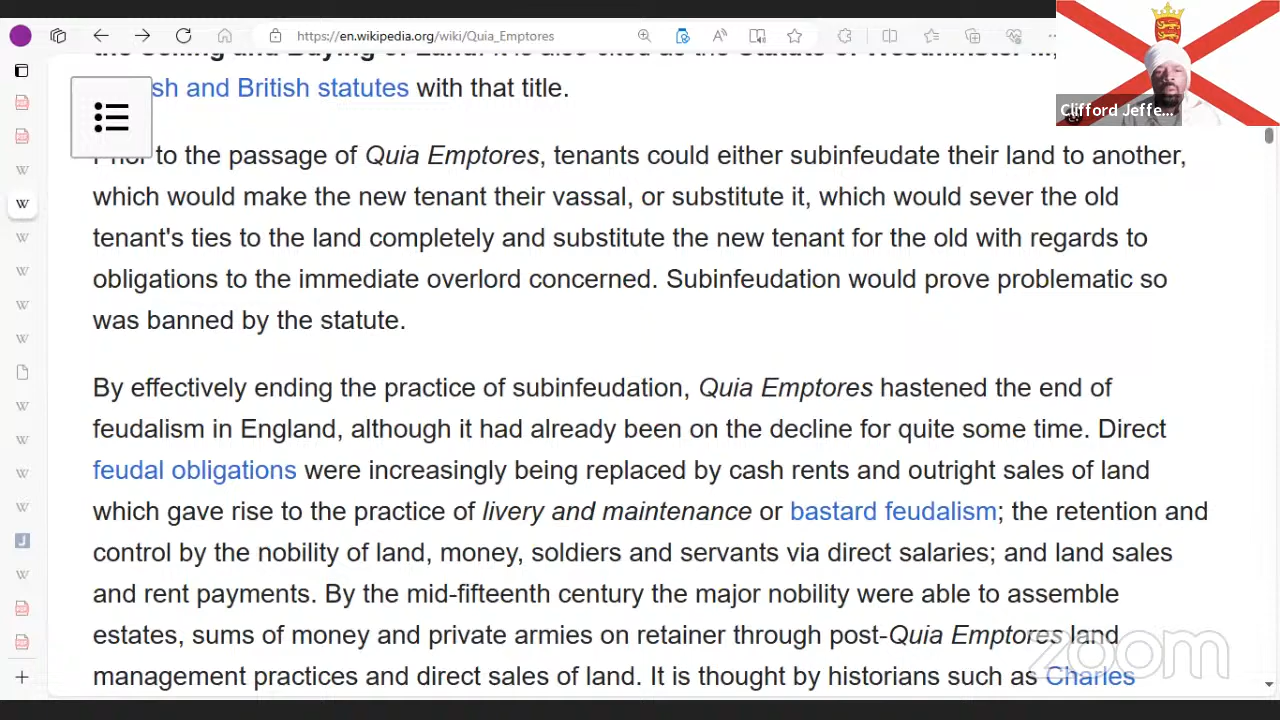 https://en.wikipedia.org/wiki/Quia_Emptores
sh and British statutes with that title.
to the passage of Quia Emptores, tenants could either subinfeudate their land to another,
which would make the new tenant their vassal, or substitute it, which would sever the old
tenant's ties to the land completely and substitute the new tenant for the old with regards to
obligations to the immediate overlord concerned. Subinfeudation would prove problematic so
was banned by the statute.
By effectively ending the practice of subinfeudation, Quia Emptores hastened the end of
feudalism in England, although it had already been on the decline for quite some time. Direct
feudal obligations were increasingly being replaced by cash rents and outright sales of land
which gave rise to the practice of livery and maintenance or bastard feudalism; the retention and
control by the nobility of land, money, soldiers and servants via direct salaries; and land sales
and rent payments. By the mid-fifteenth century the major nobility were able to assemble
estates, sums of money and private armies on retainer through post-Quia Emptores land
management practices and direct sales of land. It is thought by historians such as Charles
Clifford Jeffe...
zoom